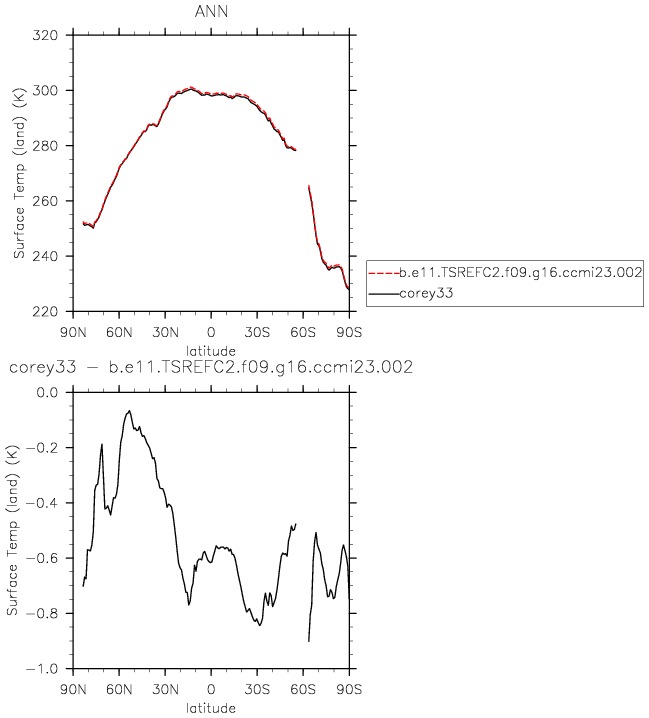 ANN
320
300
280
260
240
220
Surface Temp (land) (K)
90N 60N 30N 0 30S 60S 90S
latitude
b.e11.TSREFC2.f09.g16.ccmi23.002
corey33
corey33 − b.e11.TSREFC2.f09.g16.ccmi23.002
0.0
−0.2
−0.4
−0.6
−0.8
−1.0
Surface Temp (land) (K)
90N 60N 30N 0 30S 60S 90S
latitude